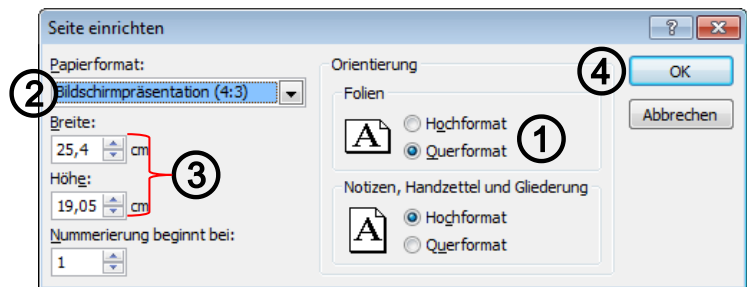 Seite einrichten
Papierformat:
2
Bildschirmpräsentation (4:3)
Breite:
25,4 cm
Höhe:
19,05 cm
3
Nummerierung beginnt bei:
1
Orientierung
Folien
A
Hochformat
Querformat
1
Notizen, Handzettel und Gliederung
A
Hochformat
Querformat
4
OK
Abbrechen